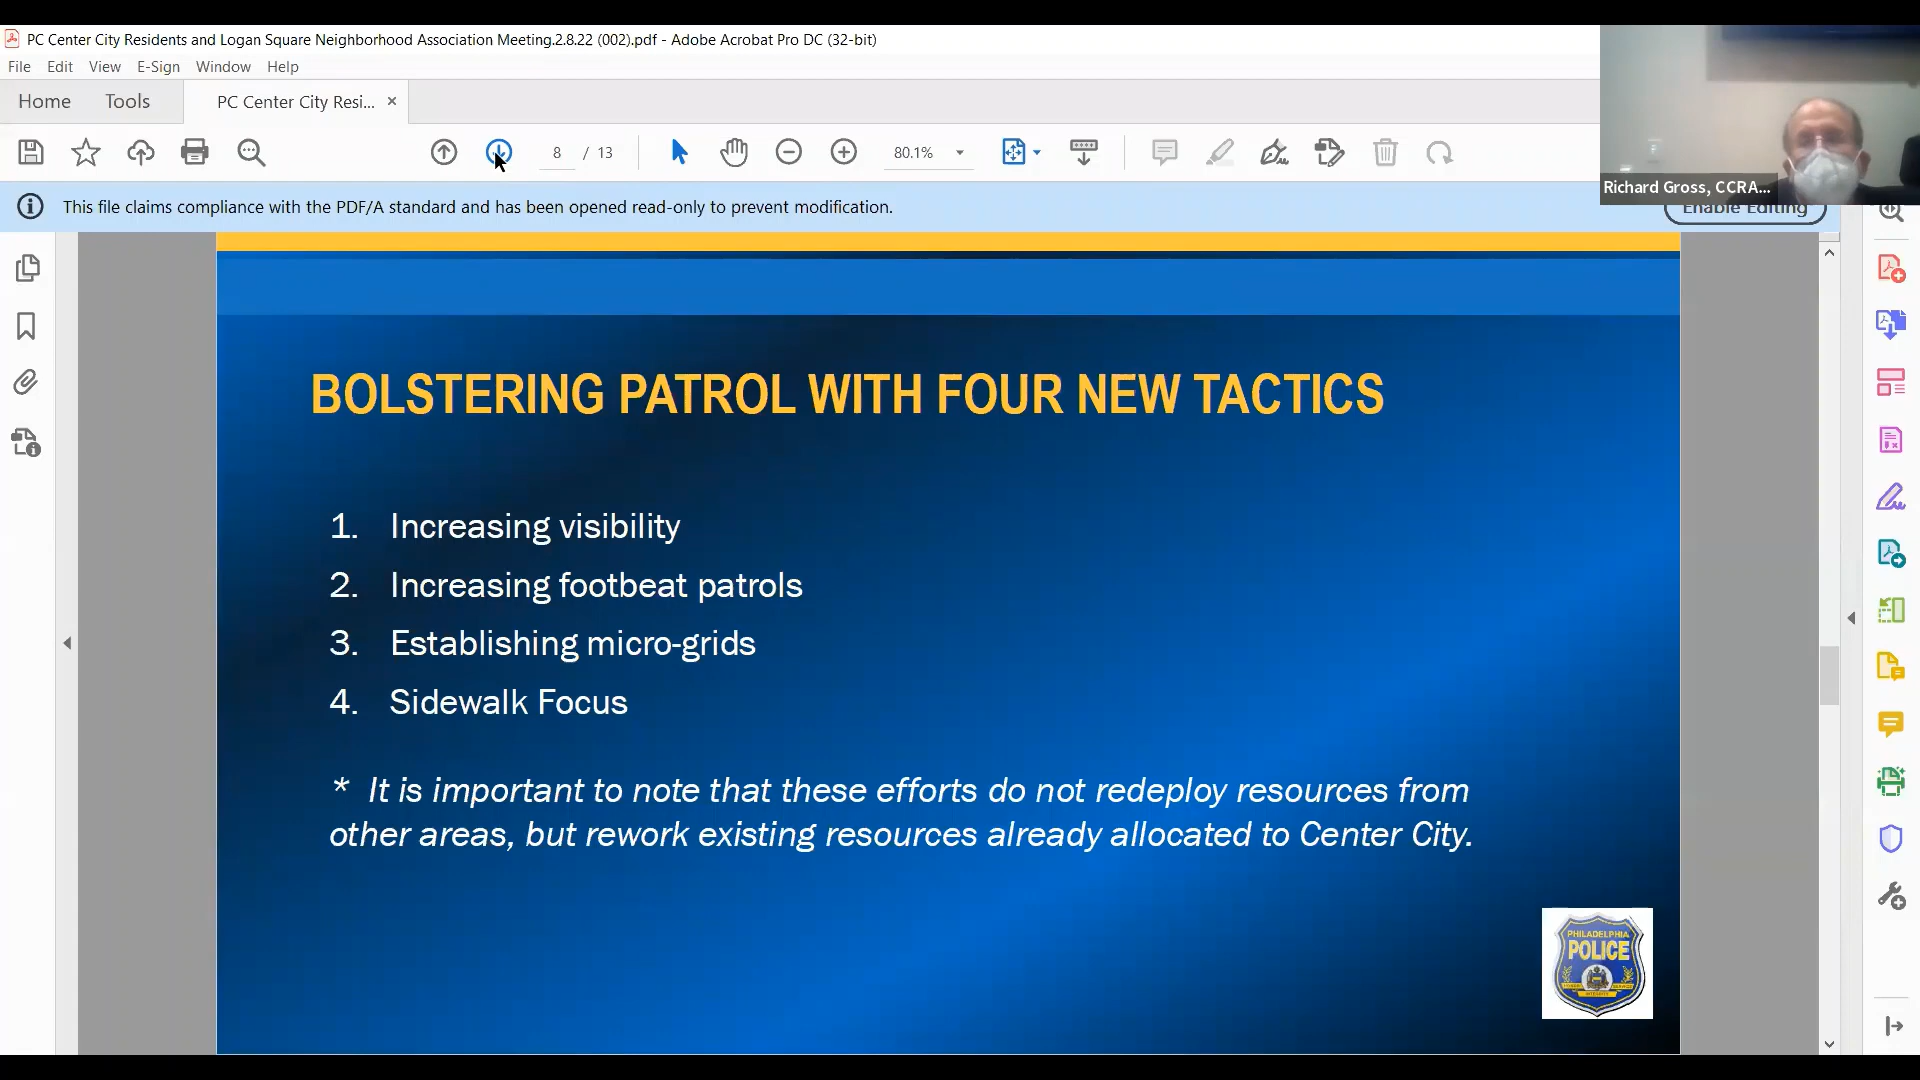 PC Center City Residents and Logan Square Neighborhood Association Meeting.2.8.22 (002).pdf - Adobe Acrobat Pro DC (32-bit)
File Edit View E-Sign Window Help
Home Tools PC Center City Resi... ×
8 / 13 80.1%
Richard Gross, CCRA...
This file claims compliance with the PDF/A standard and has been opened read-only to prevent modification.
Enable Editing
BOLSTERING PATROL WITH FOUR NEW TACTICS
1. Increasing visibility
2. Increasing footbeat patrols
3. Establishing micro-grids
4. Sidewalk Focus
* It is important to note that these efforts do not redeploy resources from
other areas, but rework existing resources already allocated to Center City.
PHILADELPHIA
POLICE